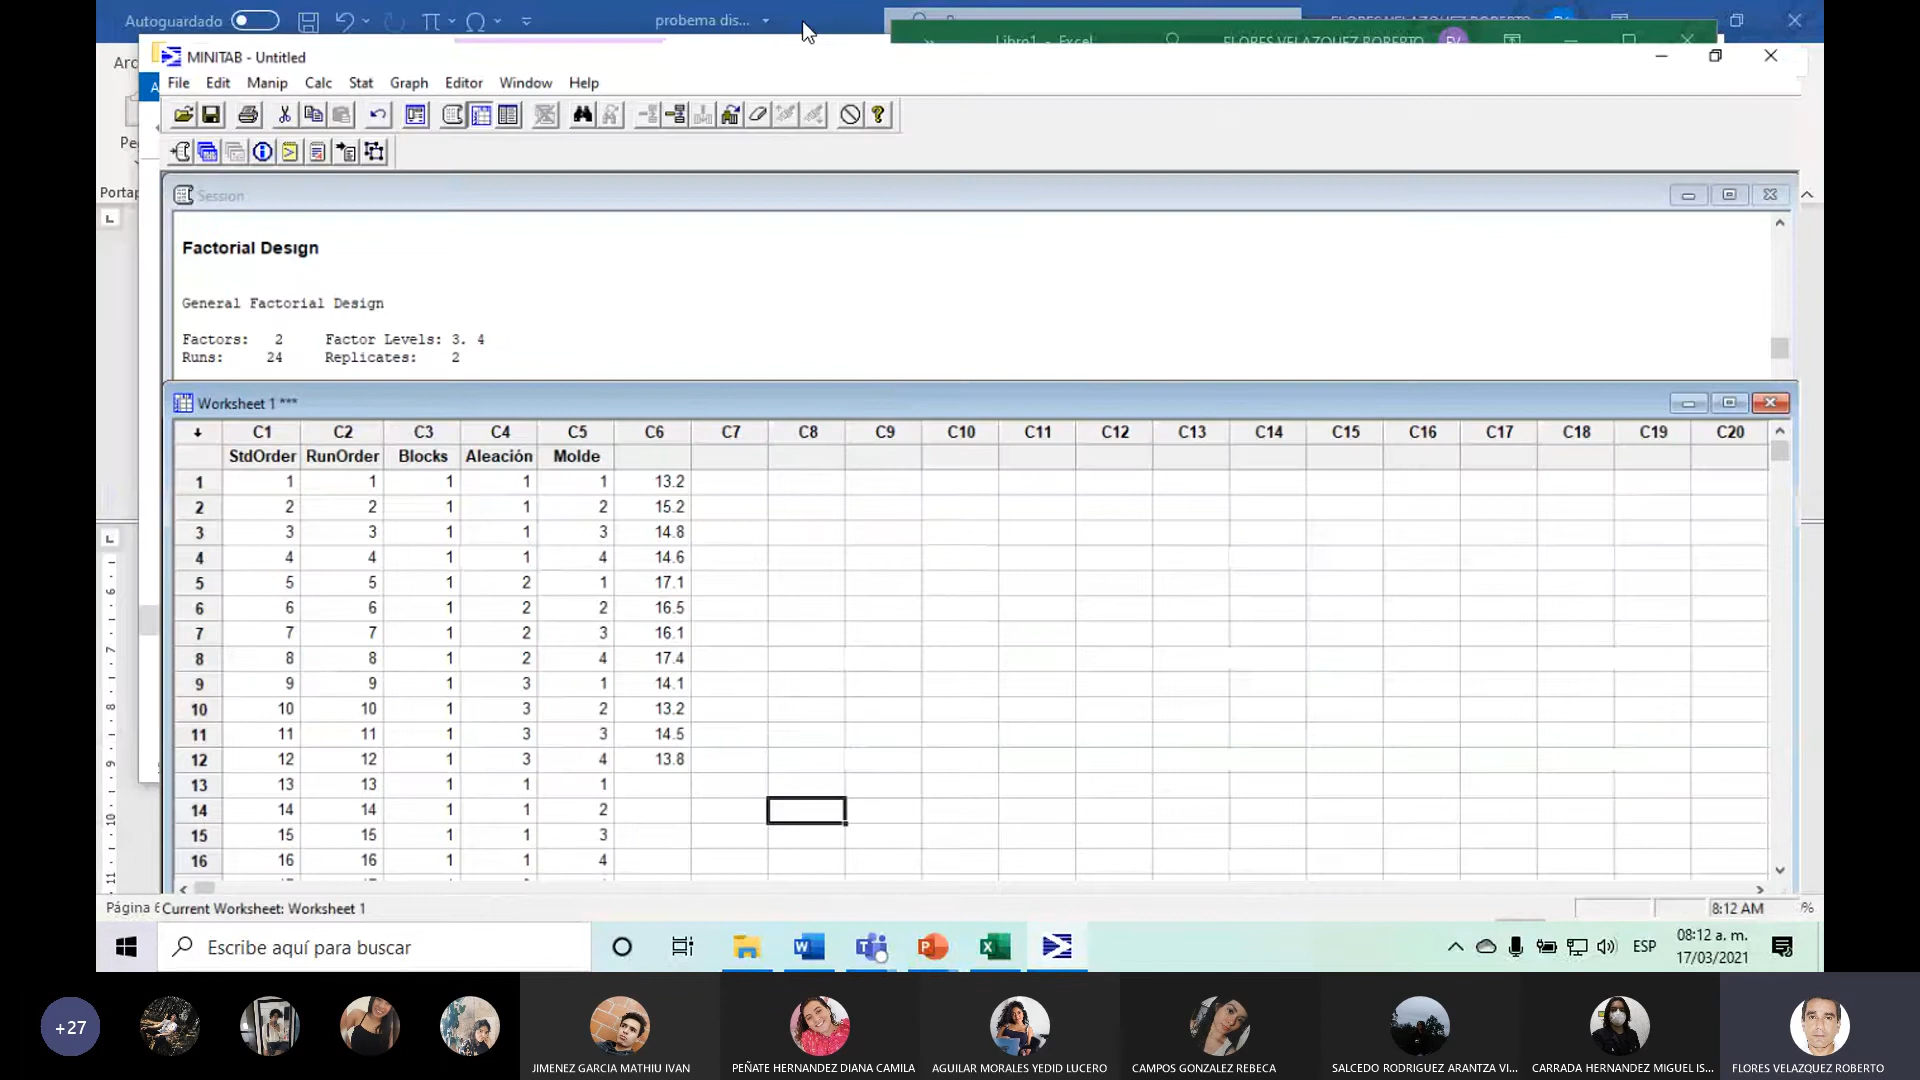 Autoguardado
probema dis...
Libro1 - Excel
FLORES VELAZQUEZ ROBERTO
FV
MINITAB - Untitled
File Edit Manip Calc Stat Graph Editor Window Help
Portap
Session
Factorial Design
General Factorial Design
Factors: 2 Factor Levels: 3. 4
Runs: 24 Replicates: 2
Worksheet 1 ***
C1 C2 C3 C4 C5 C6 C7 C8 C9 C10 C11 C12 C13 C14 C15 C16 C17 C18 C19 C20
StdOrder RunOrder Blocks Aleación Molde
1 1 1 1 1 1 13.2
2 2 2 1 1 2 15.2
3 3 3 1 1 3 14.8
4 4 4 1 1 4 14.6
5 5 5 1 2 1 17.1
6 6 6 1 2 2 16.5
7 7 7 1 2 3 16.1
8 8 8 1 2 4 17.4
9 9 9 1 3 1 14.1
10 10 10 1 3 2 13.2
11 11 11 1 3 3 14.5
12 12 12 1 3 4 13.8
13 13 13 1 1 1
14 14 14 1 1 2
15 15 15 1 1 3
16 16 16 1 1 4
Página 6
Current Worksheet: Worksheet 1
8:12 AM
%
Escribe aquí para buscar
ESP
08:12 a. m.
17/03/2021
+27
JIMENEZ GARCIA MATHIU IVAN
PEÑATE HERNANDEZ DIANA CAMILA
AGUILAR MORALES YEDID LUCERO
CAMPOS GONZALEZ REBECA
SALCEDO RODRIGUEZ ARANTZA VI...
CARRADA HERNANDEZ MIGUEL IS...
FLORES VELAZQUEZ ROBERTO